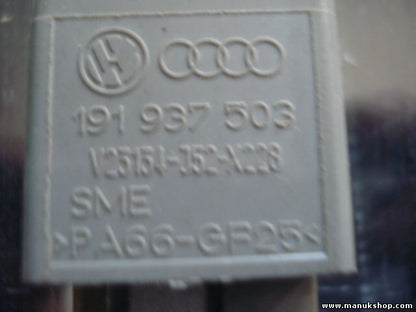 191 937 503
V23134-J52-X228
SME
>PA66-GF25<
www.manukshop.com